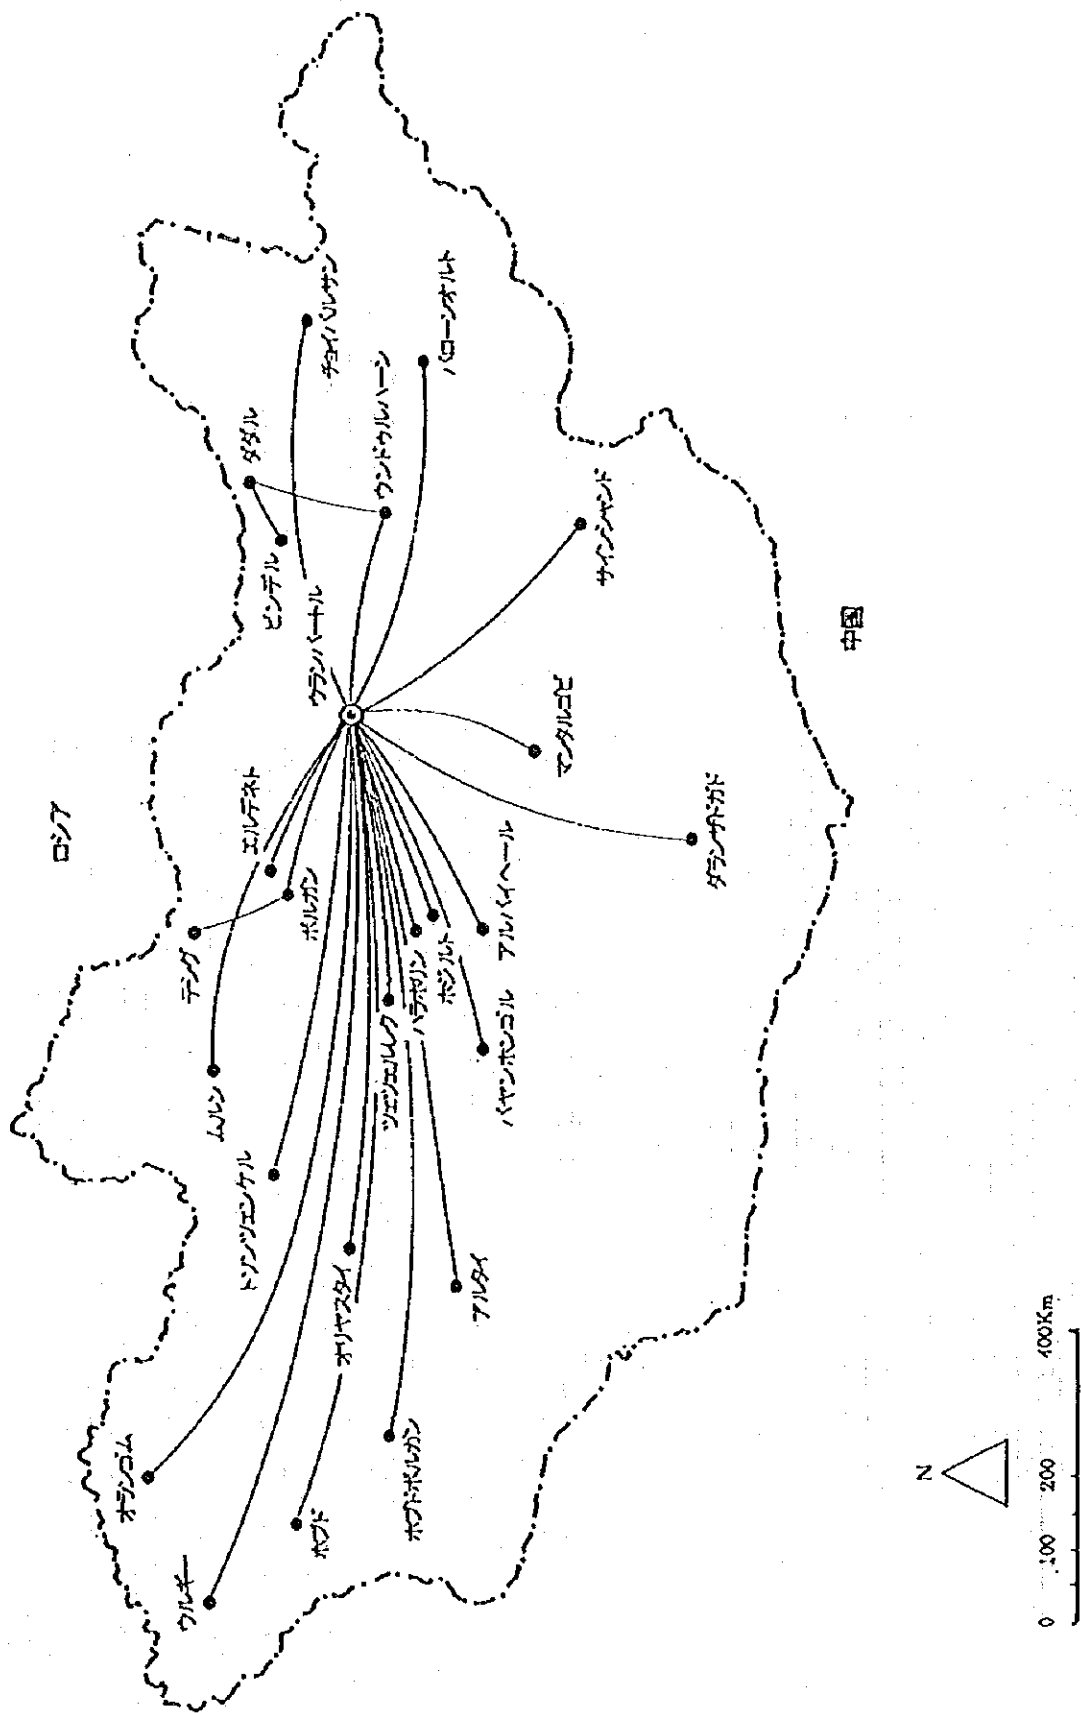 ロシア
オランゴム
ウルギー
ホブド
ホブドボルガン
オリヤスタイ
アルタイ
トソンツェンゲル
ムルン
テシグ
ボルガン
エルデネト
ツェツェルレグ
ハラホリン
ホジルト
バヤンホンゴル
アルバイヘール
ウランバートル
ダランザドガド
マンダルゴビ
サインシャンド
ビンデル
ダダル
ウンドゥルハーン
チョイバルサン
バローンオルト
中国
N
0 100 200 400Km